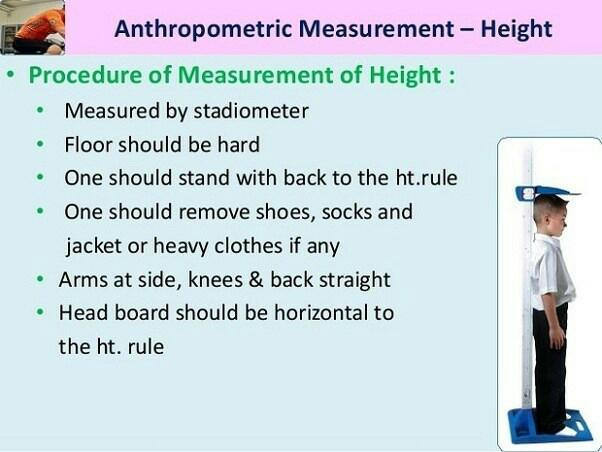 Anthropometric Measurement – Height
• Procedure of Measurement of Height :
• Measured by stadiometer
• Floor should be hard
• One should stand with back to the ht.rule
• One should remove shoes, socks and
jacket or heavy clothes if any
• Arms at side, knees & back straight
• Head board should be horizontal to
the ht. rule